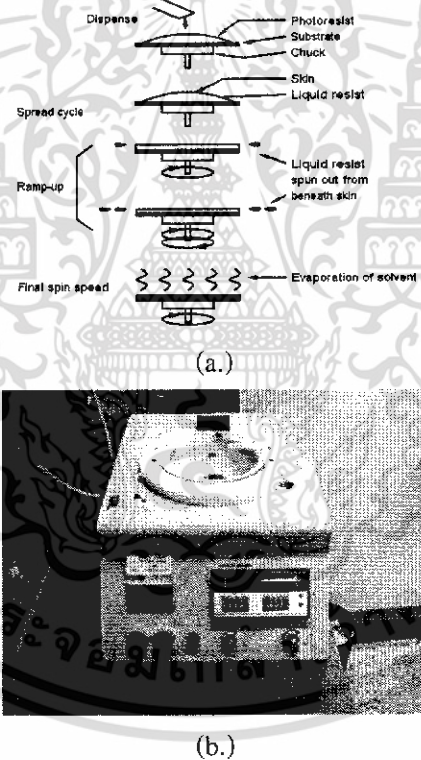 Dispense
Photoresist
Substrate
Chuck
Skin
Liquid resist
Spread cycle
Liquid resist
spun out from
beneath skin
Ramp-up
Evaporation of solvent
Final spin speed
(a.)
(b.)